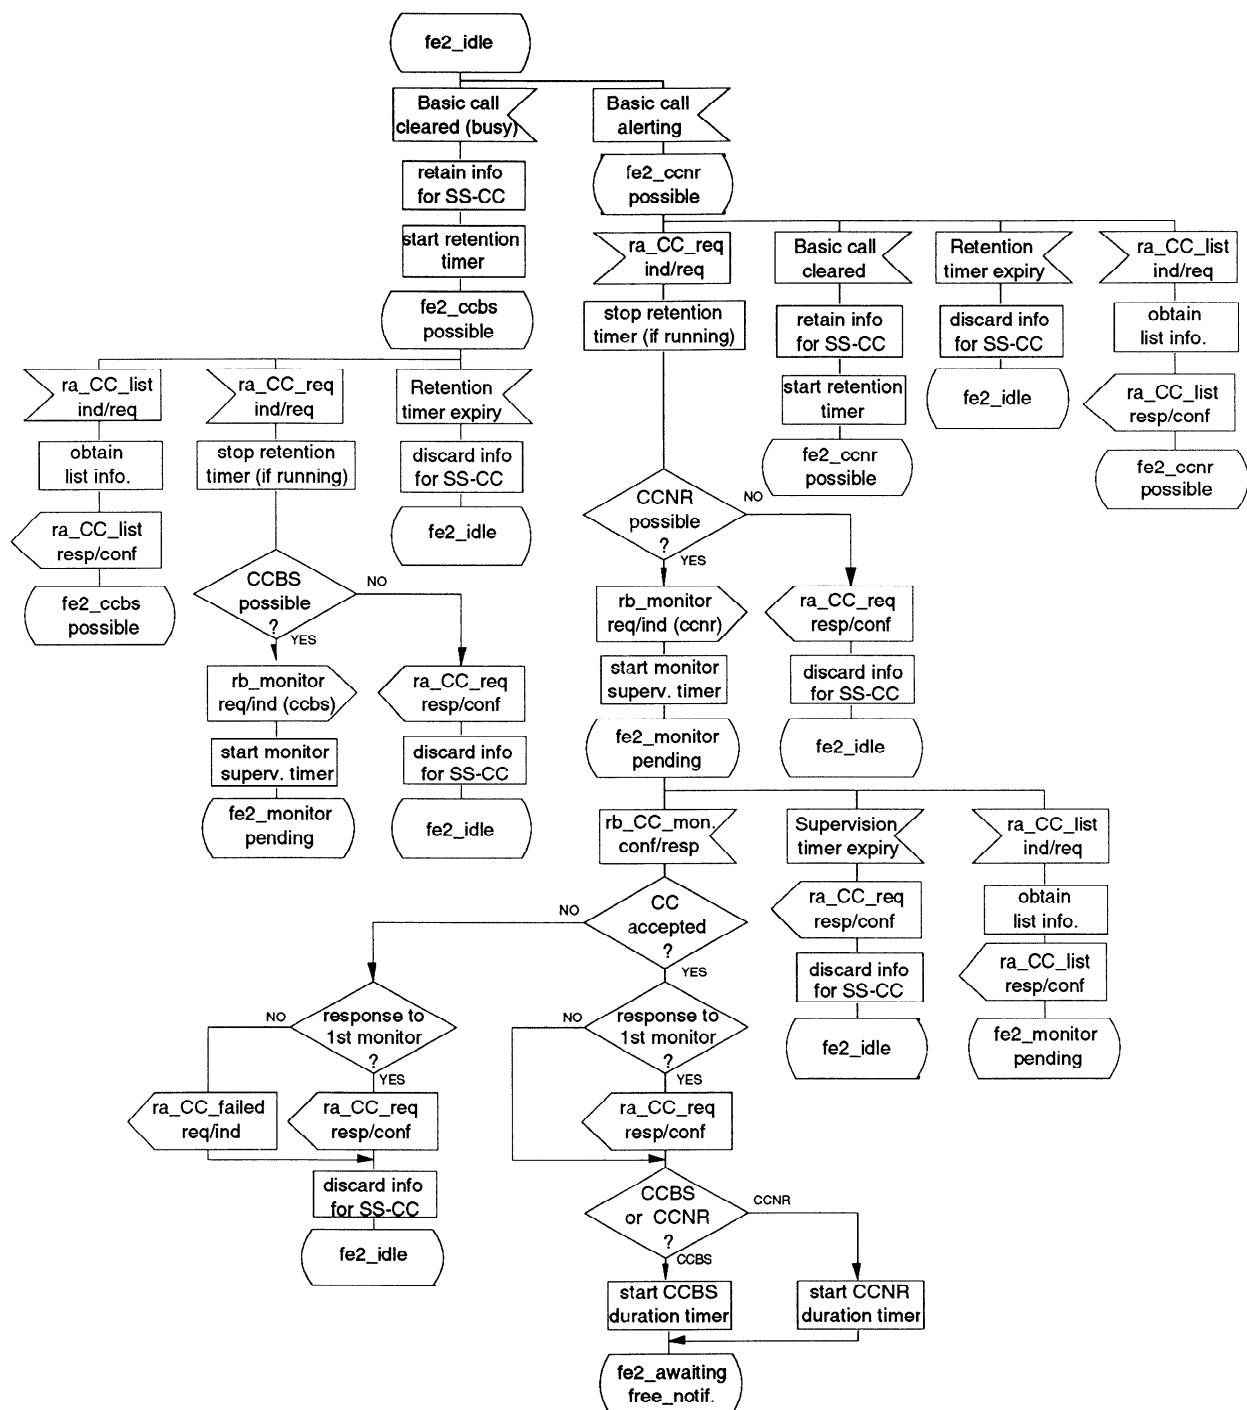 fe2_idle
Basic call
cleared (busy)
Basic call
alerting
retain info
for SS-CC
fe2_ccnr
possible
start retention
timer
ra_CC_req
ind/req
Basic call
cleared
Retention
timer expiry
ra_CC_list
ind/req
fe2_ccbs
possible
stop retention
timer (if running)
retain info
for SS-CC
discard info
for SS-CC
obtain
list info.
ra_CC_list
ind/req
ra_CC_req
ind/req
Retention
timer expiry
start retention
timer
fe2_idle
ra_CC_list
resp/conf
obtain
list info.
stop retention
timer (if running)
discard info
for SS-CC
fe2_ccnr
possible
fe2_ccnr
possible
ra_CC_list
resp/conf
fe2_idle
CCNR
possible
?
NO
YES
CCBS
possible
?
NO
YES
fe2_ccbs
possible
rb_monitor
req/ind (ccnr)
ra_CC_req
resp/conf
rb_monitor
req/ind (ccbs)
ra_CC_req
resp/conf
start monitor
superv. timer
discard info
for SS-CC
start monitor
superv. timer
discard info
for SS-CC
fe2_monitor
pending
fe2_idle
fe2_monitor
pending
fe2_idle
rb_CC_mon.
conf/resp
Supervision
timer expiry
ra_CC_list
ind/req
CC
accepted
?
NO
YES
ra_CC_req
resp/conf
obtain
list info.
discard info
for SS-CC
ra_CC_list
resp/conf
response to
1st monitor
?
NO
YES
response to
1st monitor
?
NO
YES
fe2_idle
fe2_monitor
pending
ra_CC_failed
req/ind
ra_CC_req
resp/conf
ra_CC_req
resp/conf
discard info
for SS-CC
CCBS
or CCNR
?
CCNR
CCBS
fe2_idle
start CCBS
duration timer
start CCNR
duration timer
fe2_awaiting
free_notif.